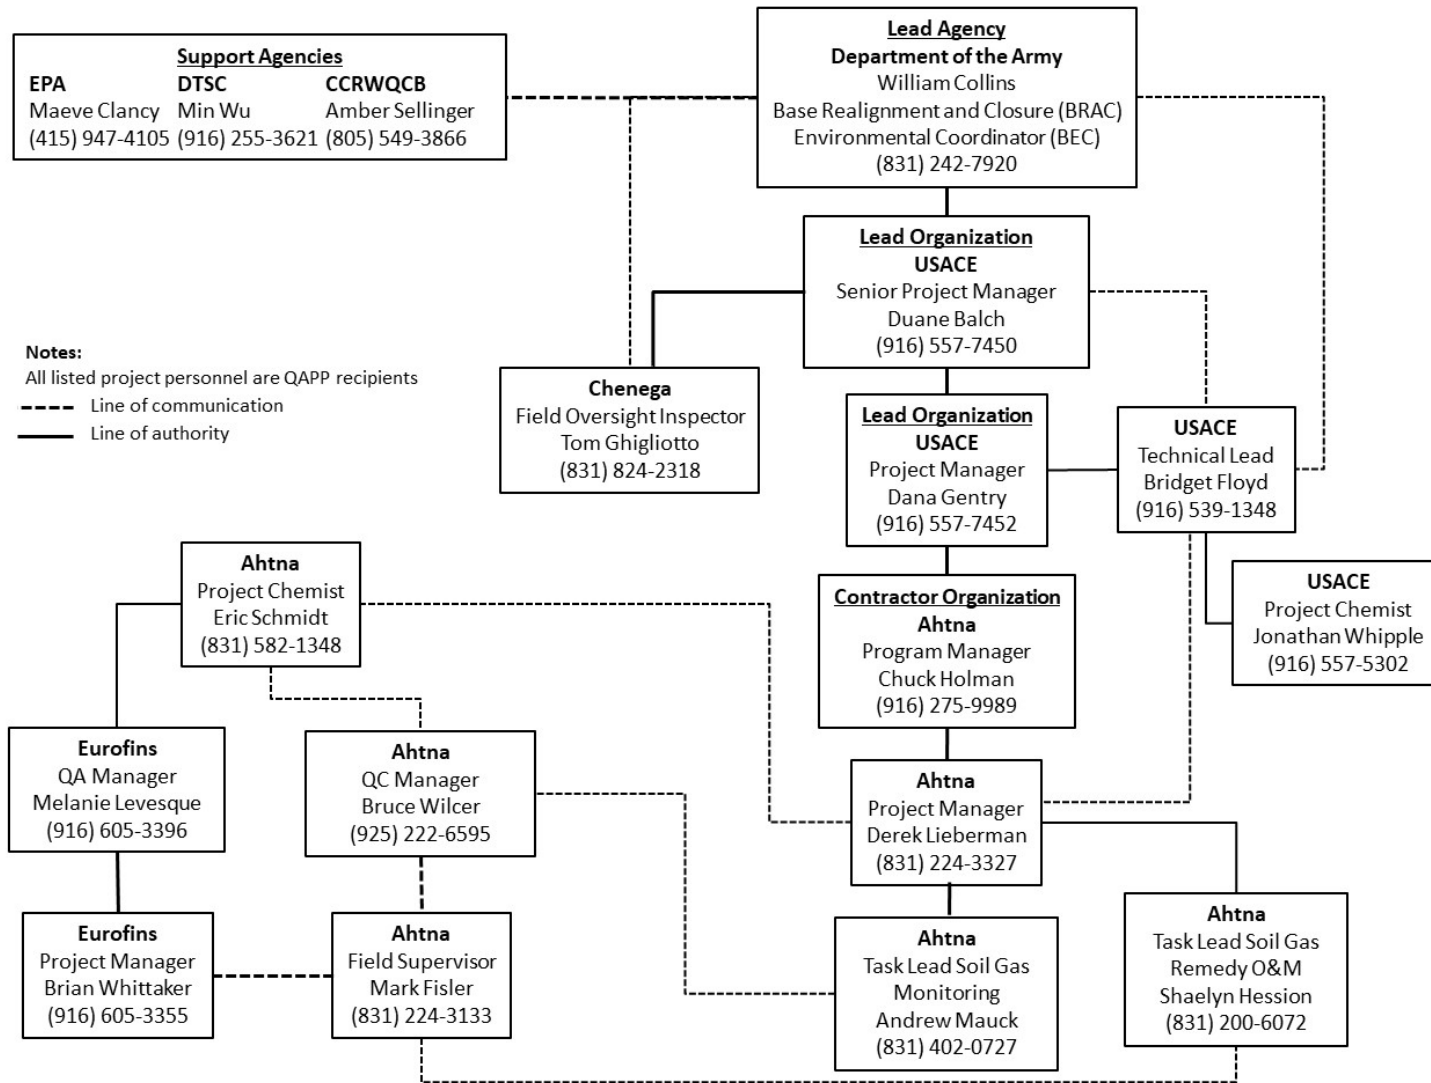 Support Agencies
EPA DTSC CCRWQCB
Maeve Clancy Min Wu Amber Sellinger
(415) 947-4105 (916) 255-3621 (805) 549-3866
Lead Agency
Department of the Army
William Collins
Base Realignment and Closure (BRAC)
Environmental Coordinator (BEC)
(831) 242-7920
Lead Organization
USACE
Senior Project Manager
Duane Balch
(916) 557-7450
Notes:
All listed project personnel are QAPP recipients
Line of communication
Line of authority
Chenega
Field Oversight Inspector
Tom Ghigliotto
(831) 824-2318
Lead Organization
USACE
Project Manager
Dana Gentry
(916) 557-7452
USACE
Technical Lead
Bridget Floyd
(916) 539-1348
Ahtna
Project Chemist
Eric Schmidt
(831) 582-1348
Contractor Organization
Ahtna
Program Manager
Chuck Holman
(916) 275-9989
USACE
Project Chemist
Jonathan Whipple
(916) 557-5302
Eurofins
QA Manager
Melanie Levesque
(916) 605-3396
Ahtna
QC Manager
Bruce Wilcer
(925) 222-6595
Ahtna
Project Manager
Derek Lieberman
(831) 224-3327
Eurofins
Project Manager
Brian Whittaker
(916) 605-3355
Ahtna
Field Supervisor
Mark Fisler
(831) 224-3133
Ahtna
Task Lead Soil Gas
Monitoring
Andrew Mauck
(831) 402-0727
Ahtna
Task Lead Soil Gas
Remedy O&M
Shaelyn Hession
(831) 200-6072